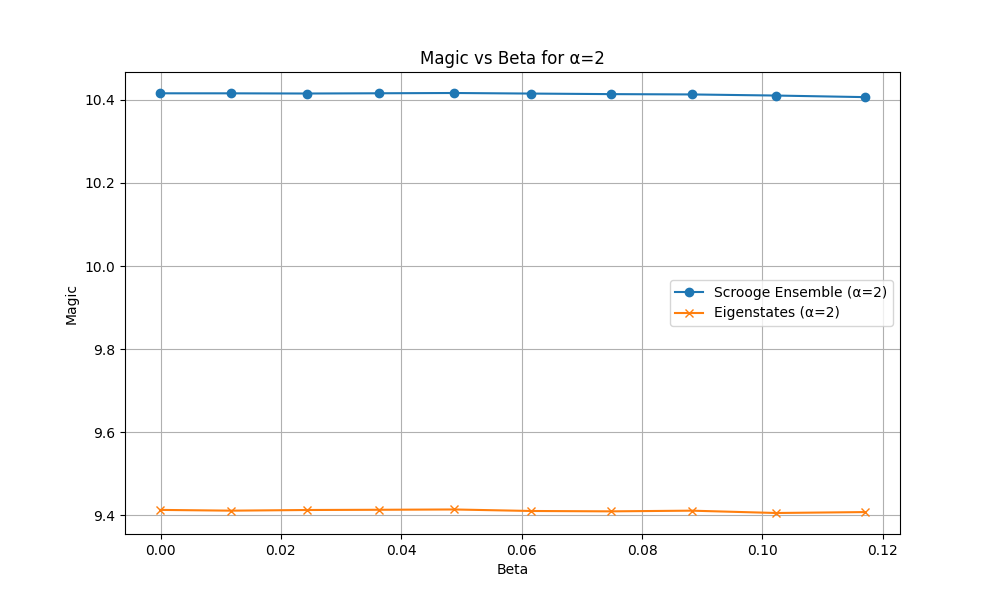 Magic vs Beta for α=2
10.4
10.2
10.0
9.8
9.6
9.4
Magic
Scrooge Ensemble (α=2)
Eigenstates (α=2)
0.00 0.02 0.04 0.06 0.08 0.10 0.12
Beta